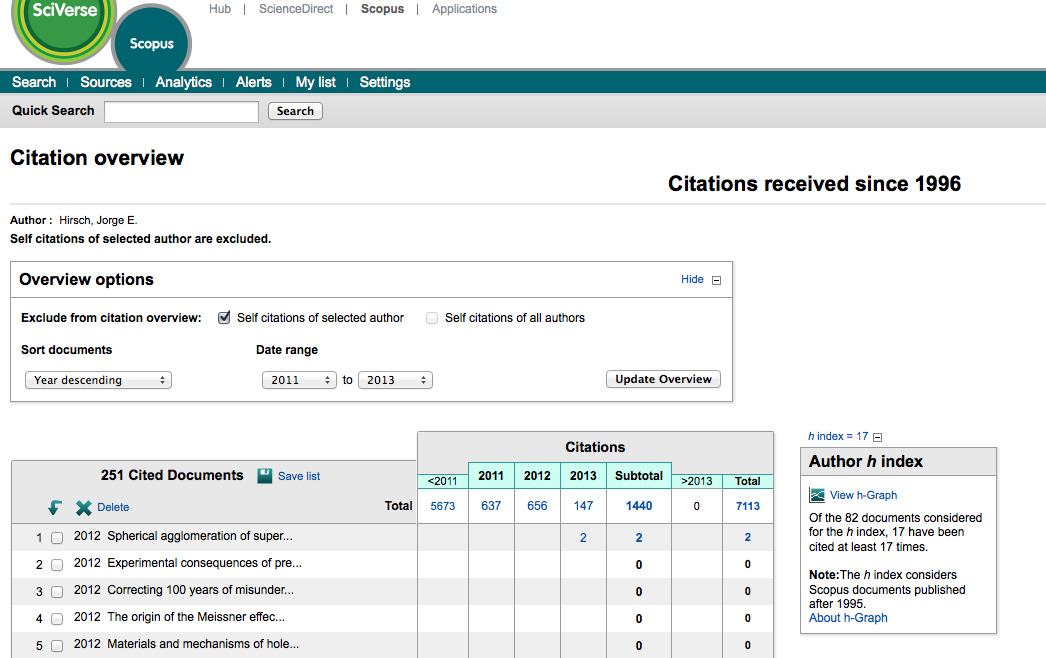 SciVerse
Hub | ScienceDirect | Scopus | Applications
Scopus
Search | Sources | Analytics | Alerts | My list | Settings
Quick Search Search
Citation overview
Citations received since 1996
Author : Hirsch, Jorge E.
Self citations of selected author are excluded.
Overview options Hide
Exclude from citation overview: Self citations of selected author Self citations of all authors
Sort documents Date range
Year descending 2011 to 2013 Update Overview
Citations
251 Cited Documents Save list <2011 2011 2012 2013 Subtotal >2013 Total
Delete Total 5673 637 656 147 1440 0 7113
1 2012 Spherical agglomeration of super... 2 2 2
2 2012 Experimental consequences of pre... 0 0
3 2012 Correcting 100 years of misunder... 0 0
4 2012 The origin of the Meissner effec... 0 0
5 2012 Materials and mechanisms of hole... 0 0
h index = 17
Author h index
View h-Graph
Of the 82 documents considered
for the h index, 17 have been
cited at least 17 times.
Note:The h index considers
Scopus documents published
after 1995.
About h-Graph